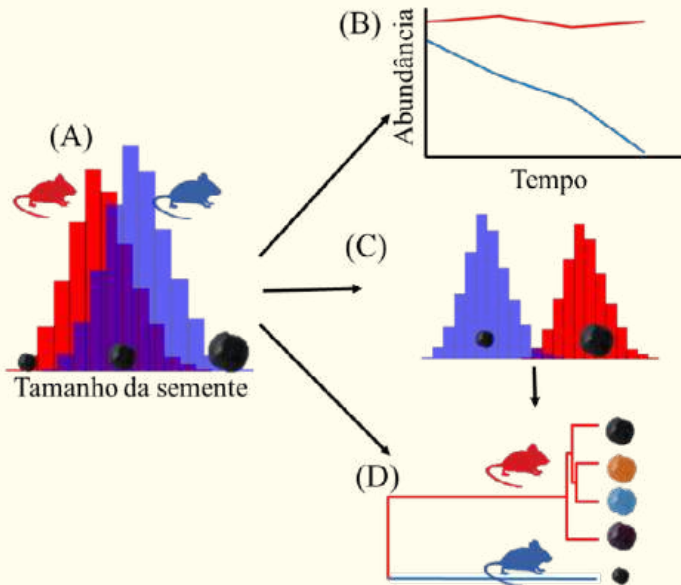 (B)
Abundância
Tempo
(A)
Tamanho da semente
(C)
(D)